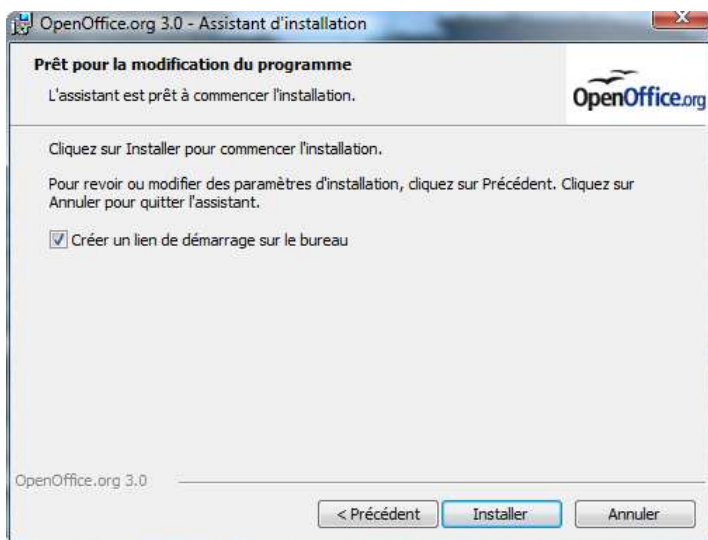 OpenOffice.org 3.0 - Assistant d'installation
Prêt pour la modification du programme
L'assistant est prêt à commencer l'installation.
OpenOffice.org
Cliquez sur Installer pour commencer l'installation.
Pour revoir ou modifier des paramètres d'installation, cliquez sur Précédent. Cliquez sur
Annuler pour quitter l'assistant.
Créer un lien de démarrage sur le bureau
OpenOffice.org 3.0
< Précédent
Installer
Annuler